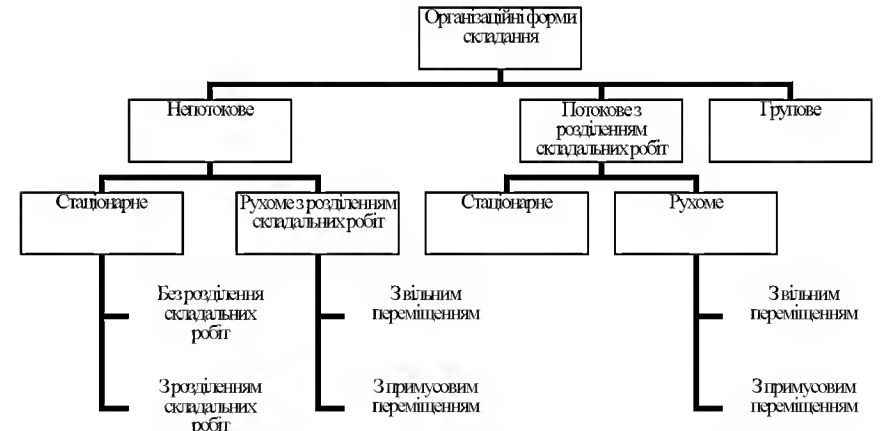 Організаційні форми
складання
Непотокове
Потокове з
розділенням
складальних робіт
Групове
Стаціонарне
Рухоме з розділенням
складальних робіт
Стаціонарне
Рухоме
Без розділення
складальних
робіт
З вільним
переміщенням
З вільним
переміщенням
З розділенням
складальних
робіт
З примусовим
переміщенням
З примусовим
переміщенням